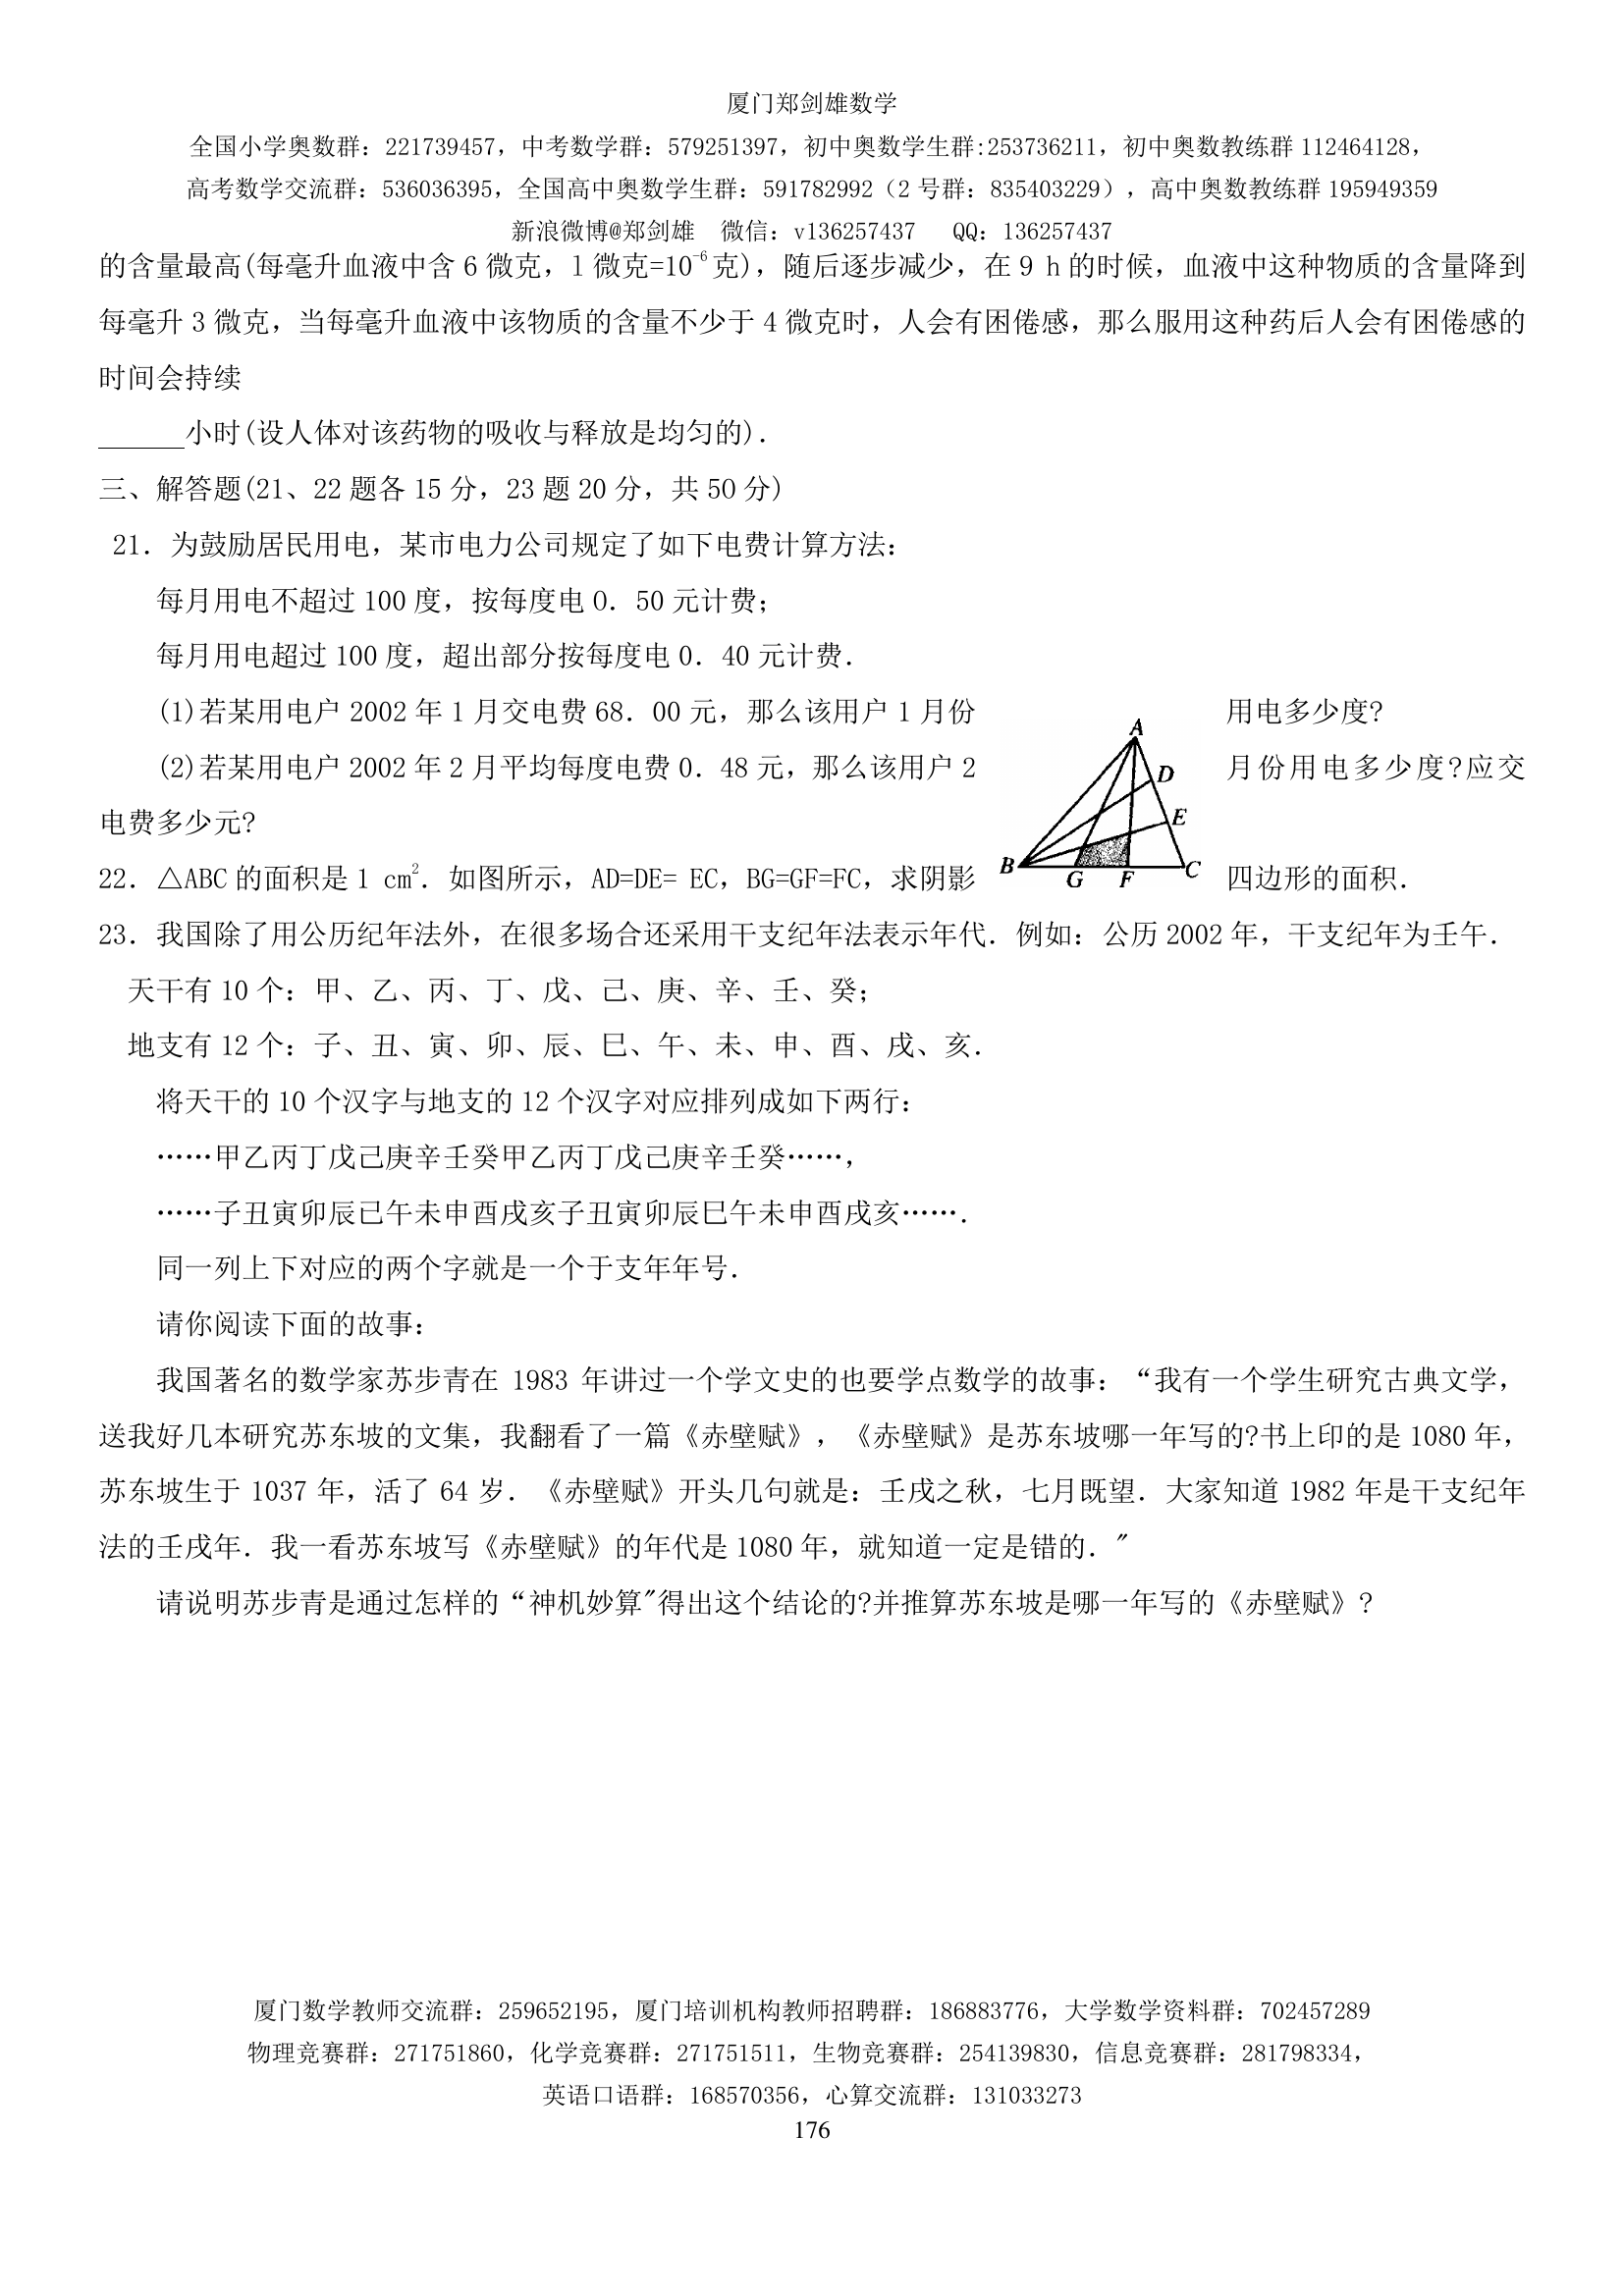 厦门郑剑雄数学
全国小学奥数群：221739457，中考数学群：579251397，初中奥数学生群:253736211，初中奥数教练群 112464128，
高考数学交流群：536036395，全国高中奥数学生群：591782992（2 号群：835403229），高中奥数教练群 195949359
新浪微博@郑剑雄 微信：v136257437 QQ：136257437
的含量最高(每毫升血液中含 6 微克，l 微克=10⁻⁶克)，随后逐步减少，在 9 h 的时候，血液中这种物质的含量降到
每毫升 3 微克，当每毫升血液中该物质的含量不少于 4 微克时，人会有困倦感，那么服用这种药后人会有困倦感的
时间会持续
______小时(设人体对该药物的吸收与释放是均匀的)．
三、解答题(21、22 题各 15 分，23 题 20 分，共 50 分)
21．为鼓励居民用电，某市电力公司规定了如下电费计算方法：
每月用电不超过 100 度，按每度电 0．50 元计费；
每月用电超过 100 度，超出部分按每度电 0．40 元计费．
(1)若某用电户 2002 年 1 月交电费 68．00 元，那么该用户 1 月份用电多少度?
(2)若某用电户 2002 年 2 月平均每度电费 0．48 元，那么该用户 2 月份用电多少度?应交
电费多少元?
22．△ABC 的面积是 1 cm²．如图所示，AD=DE= EC，BG=GF=FC，求阴影四边形的面积．
A
D
E
B
G
F
C
23．我国除了用公历纪年法外，在很多场合还采用干支纪年法表示年代．例如：公历 2002 年，干支纪年为壬午．
天干有 10 个：甲、乙、丙、丁、戊、己、庚、辛、壬、癸；
地支有 12 个：子、丑、寅、卯、辰、巳、午、未、申、酉、戌、亥．
将天干的 10 个汉字与地支的 12 个汉字对应排列成如下两行：
……甲乙丙丁戊己庚辛壬癸甲乙丙丁戊己庚辛壬癸……，
……子丑寅卯辰已午未申酉戌亥子丑寅卯辰巳午未申酉戌亥……．
同一列上下对应的两个字就是一个于支年年号．
请你阅读下面的故事：
我国著名的数学家苏步青在 1983 年讲过一个学文史的也要学点数学的故事：“我有一个学生研究古典文学，
送我好几本研究苏东坡的文集，我翻看了一篇《赤壁赋》，《赤壁赋》是苏东坡哪一年写的?书上印的是 1080 年，
苏东坡生于 1037 年，活了 64 岁．《赤壁赋》开头几句就是：壬戌之秋，七月既望．大家知道 1982 年是干支纪年
法的壬戌年．我一看苏东坡写《赤壁赋》的年代是 1080 年，就知道一定是错的．"
请说明苏步青是通过怎样的“神机妙算"得出这个结论的?并推算苏东坡是哪一年写的《赤壁赋》?
厦门数学教师交流群：259652195，厦门培训机构教师招聘群：186883776，大学数学资料群：702457289
物理竞赛群：271751860，化学竞赛群：271751511，生物竞赛群：254139830，信息竞赛群：281798334，
英语口语群：168570356，心算交流群：131033273
176